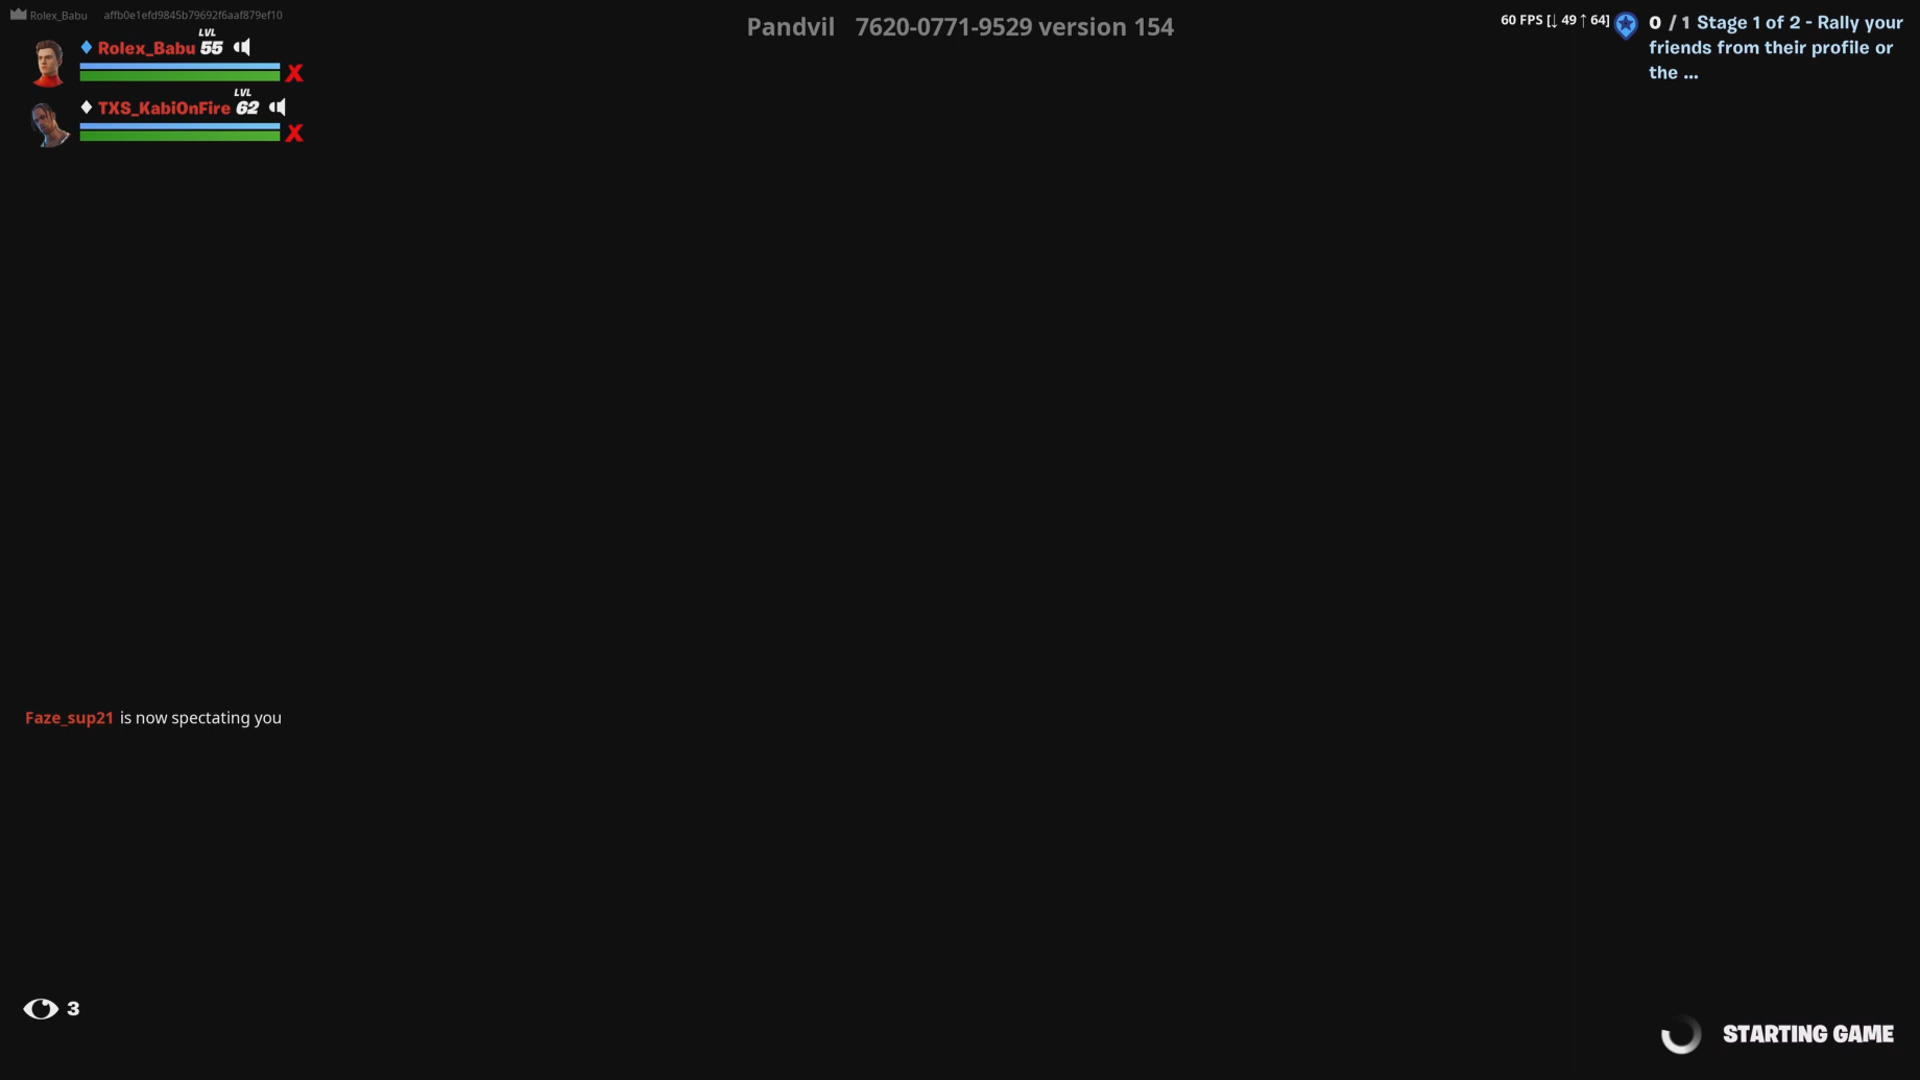 Rolex_Babu affb0e1efd9845b79692f6aaf879ef10
LVL
Rolex_Babu 55
X
LVL
TXS_KabiOnFire 62
X
Pandvil 7620-0771-9529 version 154
60 FPS [↓ 49 ↑ 64]
0 / 1 Stage 1 of 2 - Rally your
friends from their profile or
the ...
Faze_sup21 is now spectating you
3
STARTING GAME